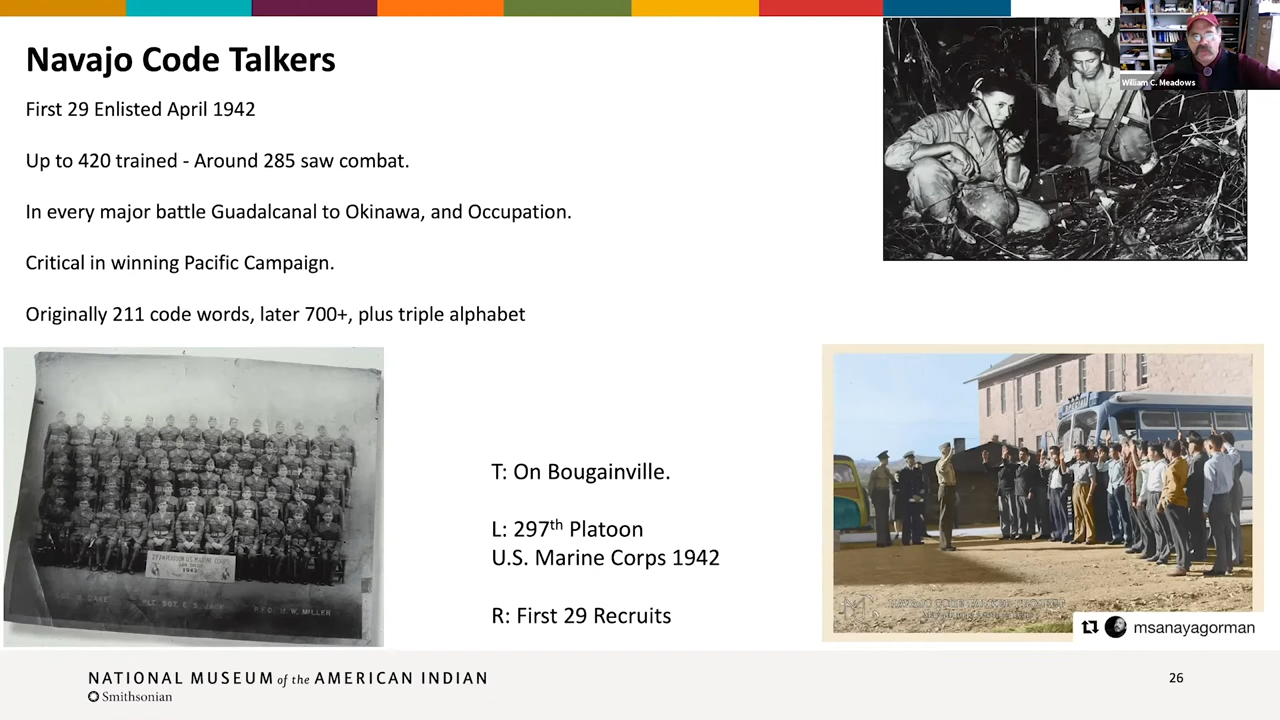 Navajo Code Talkers
First 29 Enlisted April 1942
Up to 420 trained - Around 285 saw combat.
In every major battle Guadalcanal to Okinawa, and Occupation.
Critical in winning Pacific Campaign.
Originally 211 code words, later 700+, plus triple alphabet
William C. Meadows
T: On Bougainville.
L: 297th Platoon
U.S. Marine Corps 1942
R: First 29 Recruits
1942
H. W. MILLER
msanayagorman
NATIONAL MUSEUM of the AMERICAN INDIAN
Smithsonian
26